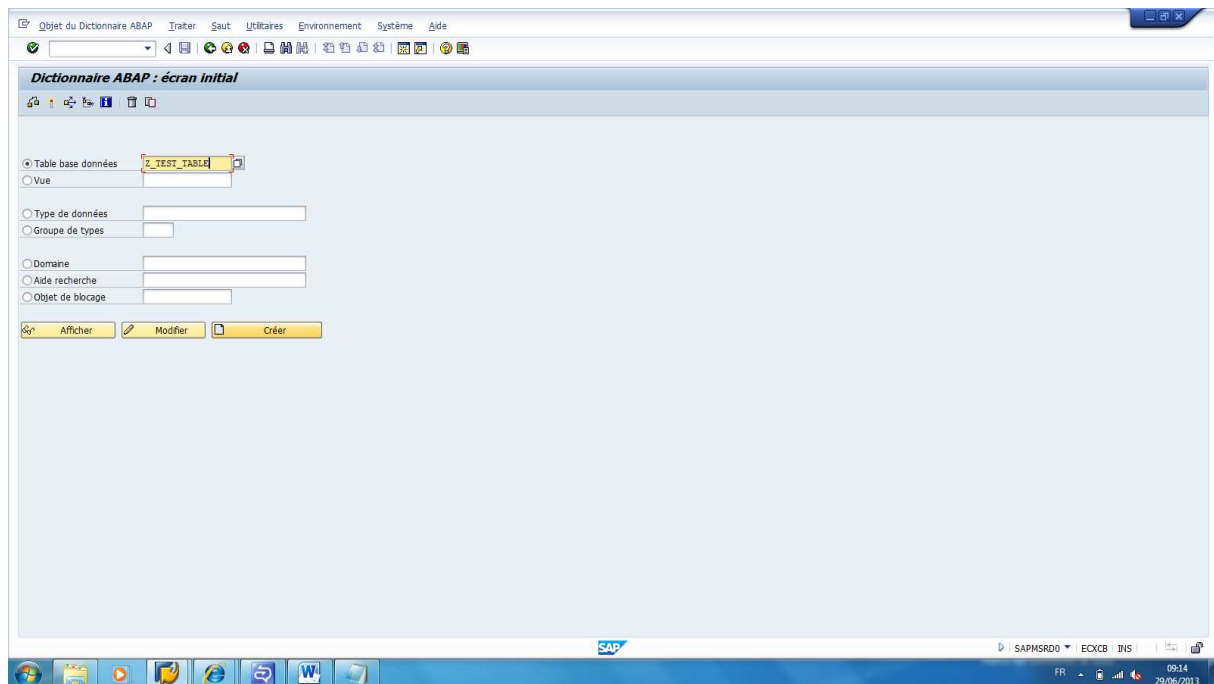 Objet du Dictionnaire ABAP Traiter Saut Utilitaires Environnement Système Aide
Dictionnaire ABAP : écran initial
Table base données Z_TEST_TABLE
Vue
Type de données
Groupe de types
Domaine
Aide recherche
Objet de blocage
Afficher Modifier Créer
SAP
SAPMSRD0 ECXCB INS
FR 09:14
29/06/2013